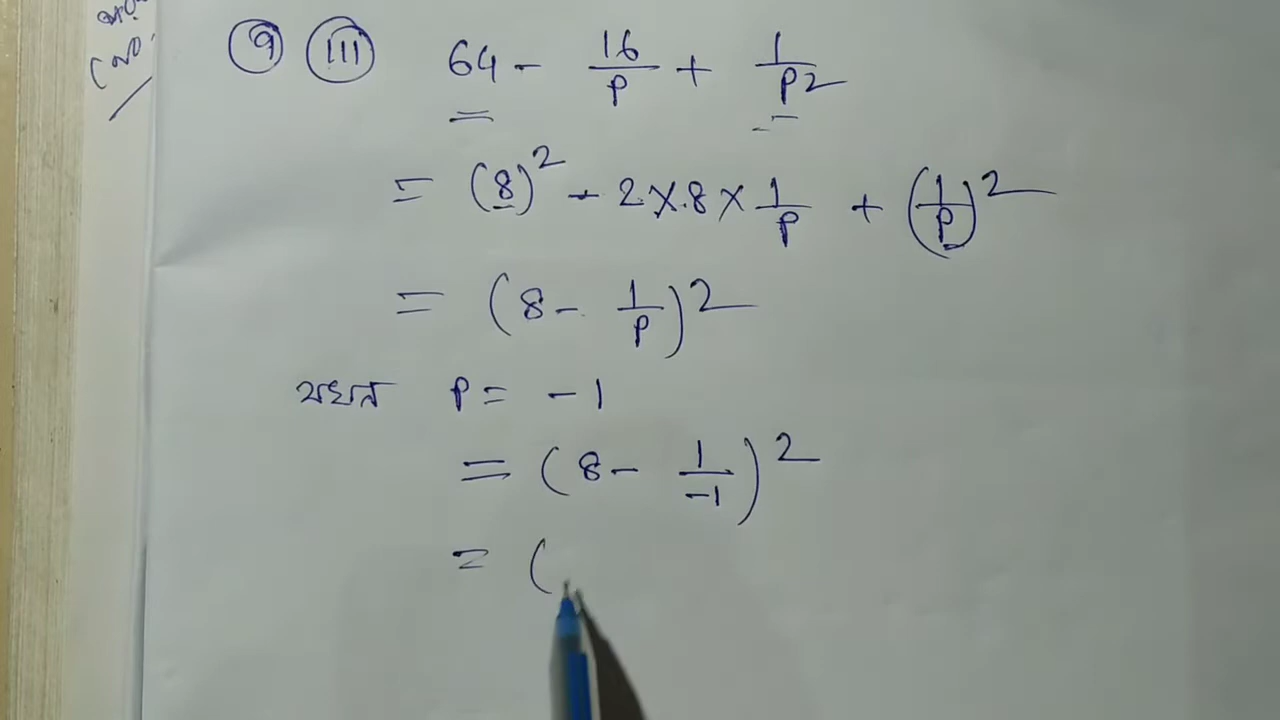 ৭ III 64 - 16/P + 1/P2
= (8)² - 2×8×1/P + (1/P)²
= (8 - 1/P)²
যখন P = -1
= (8 - 1/-1)²
= (